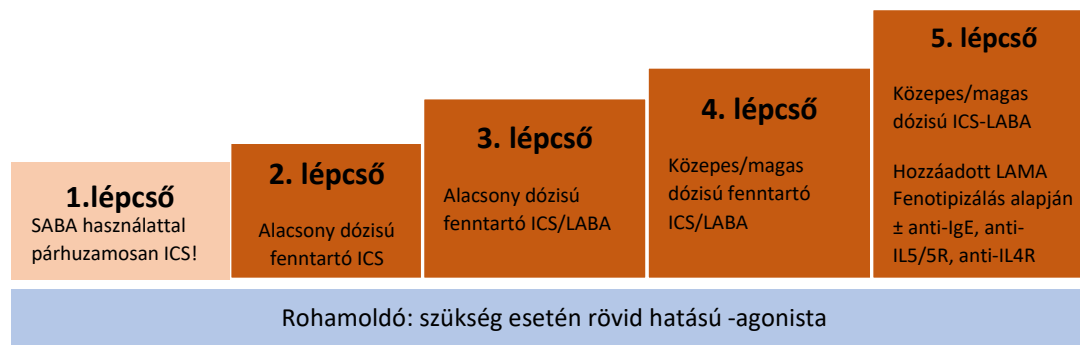 1.lépcső
SABA használattal
párhuzamosan ICS!
2. lépcső
Alacsony dózisú
fenntartó ICS
3. lépcső
Alacsony dózisú
fenntartó ICS/LABA
4. lépcső
Közepes/magas
dózisú fenntartó
ICS/LABA
5. lépcső
Közepes/magas
dózisú ICS-LABA
Hozzáadott LAMA
Fenotipizálás alapján
± anti-IgE, anti-
IL5/5R, anti-IL4R
Rohamoldó: szükség esetén rövid hatású -agonista